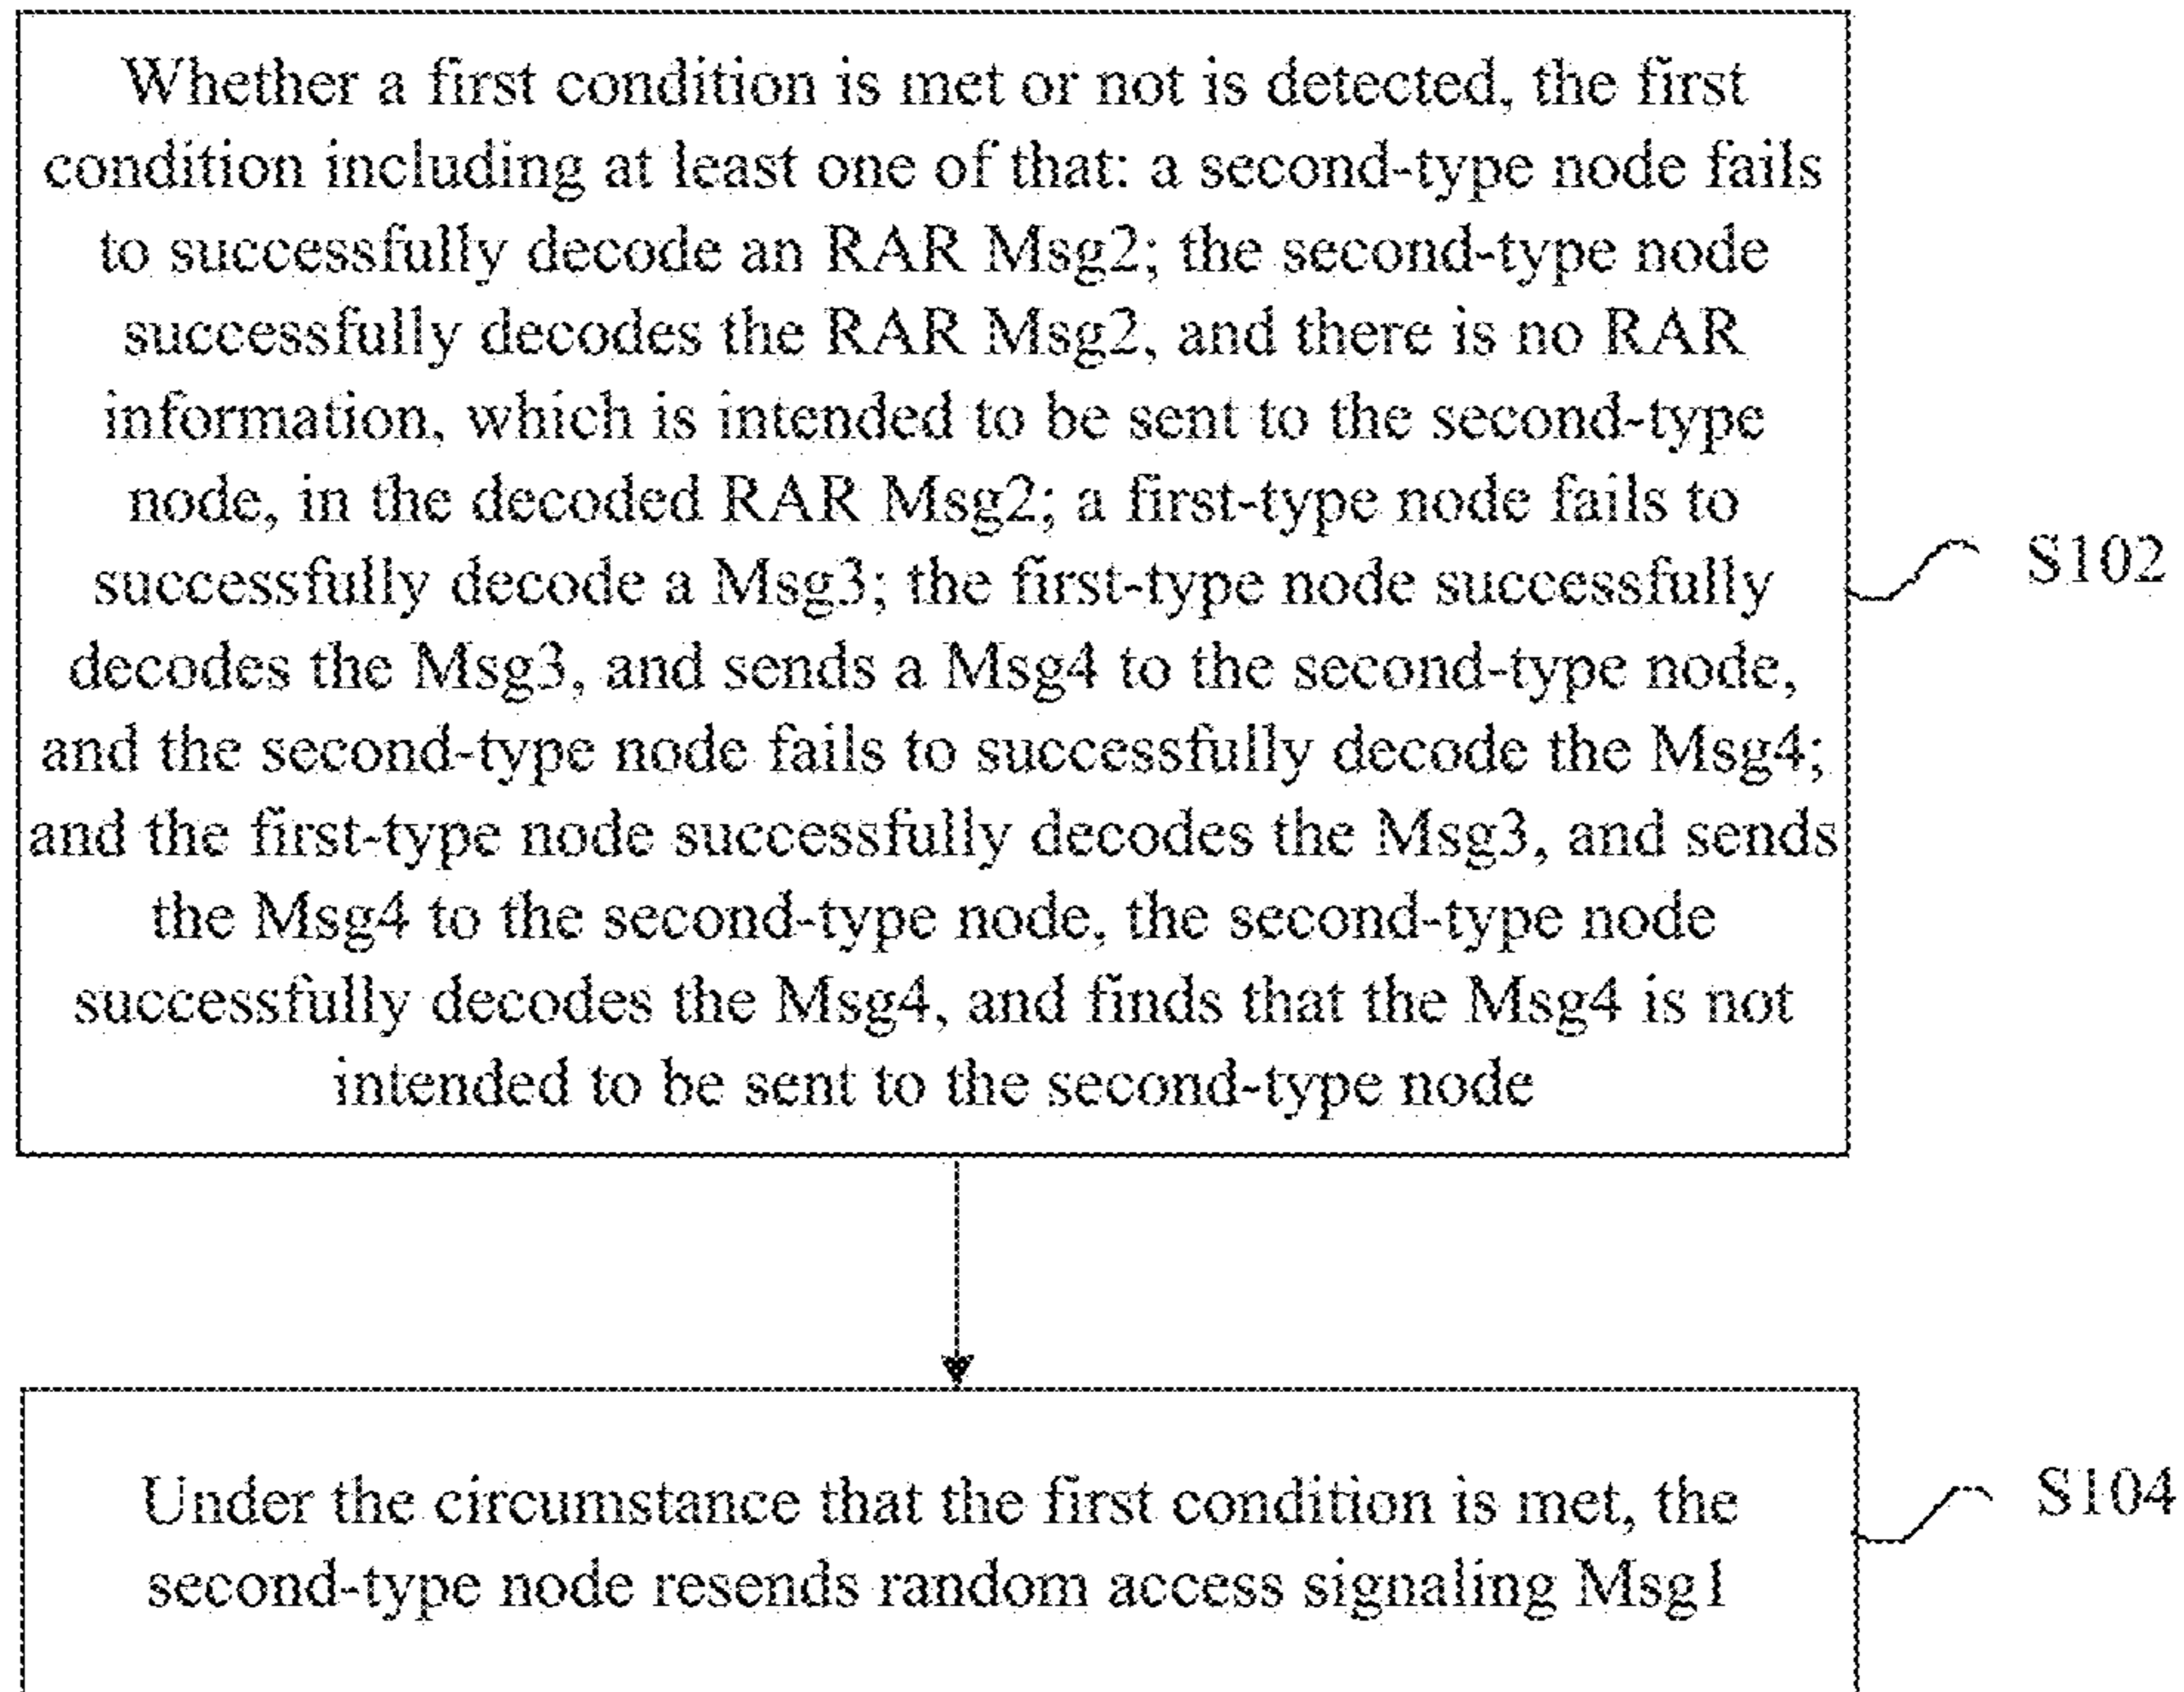 Whether a first condition is met or not is detected, the first
condition including at least one of that: a second-type node fails
to successfully decode an RAR Msg2; the second-type node
successfully decodes the RAR Msg2, and there is no RAR
information, which is intended to be sent to the second-type
node, in the decoded RAR Msg2; a first-type node fails to
successfully decode a Msg3; the first-type node successfully
decodes the Msg3, and sends a Msg4 to the second-type node,
and the second-type node fails to successfully decode the Msg4;
and the first-type node successfully decodes the Msg3, and sends
the Msg4 to the second-type node, the second-type node
successfully decodes the Msg4, and finds that the Msg4 is not
intended to be sent to the second-type node
S102
Under the circumstance that the first condition is met, the
second-type node resends random access signaling Msg1
S104